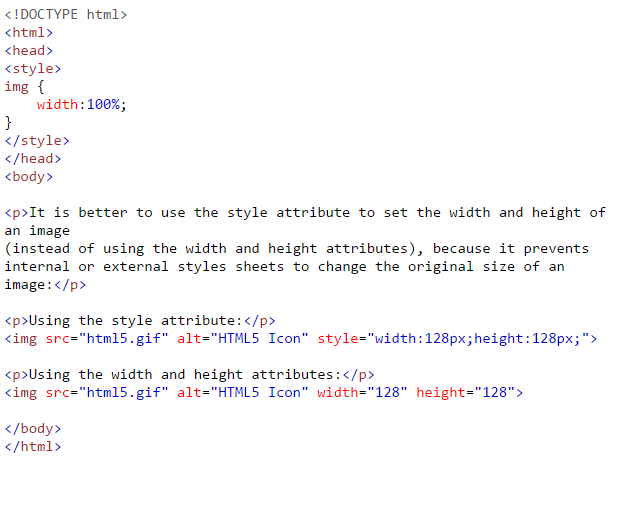 <!DOCTYPE html>
<html>
<head>
<style>
img {
    width:100%;
}
</style>
</head>
<body>

<p>It is better to use the style attribute to set the width and height of
an image
(instead of using the width and height attributes), because it prevents
internal or external styles sheets to change the original size of an
image:</p>

<p>Using the style attribute:</p>
<img src="html5.gif" alt="HTML5 Icon" style="width:128px;height:128px;">

<p>Using the width and height attributes:</p>
<img src="html5.gif" alt="HTML5 Icon" width="128" height="128">

</body>
</html>